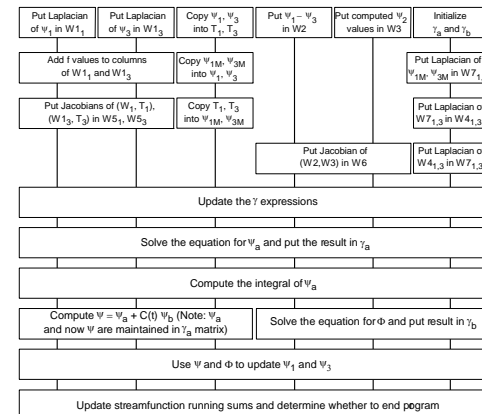 Put Laplacian
of Ψ1 in W11
Put Laplacian
of Ψ3 in W13
Copy Ψ1, Ψ3
into T1, T3
Put Ψ1 – Ψ3
in W2
Put computed Ψ2
values in W3
Initialize
γa and γb
Add f values to columns
of W11 and W13
Copy Ψ1M, Ψ3M
into Ψ1, Ψ3
Put Laplacian of
Ψ1M, Ψ3M in W71,
Put Jacobians of (W1, T1),
(W13, T3) in W51, W53
Copy T1, T3
into Ψ1M, Ψ3M
Put Laplacian of
W71,3 in W41,3
Put Jacobian of
(W2,W3) in W6
Put Laplacian of
W41,3 in W71,3
Update the γ expressions
Solve the equation for Ψa and put the result in γa
Compute the integral of Ψa
Compute Ψ = Ψa + C(t) Ψb (Note: Ψa
and now Ψ are maintained in γa matrix)
Solve the equation for Φ and put result in γb
Use Ψ and Φ to update Ψ1 and Ψ3
Update streamfunction running sums and determine whether to end